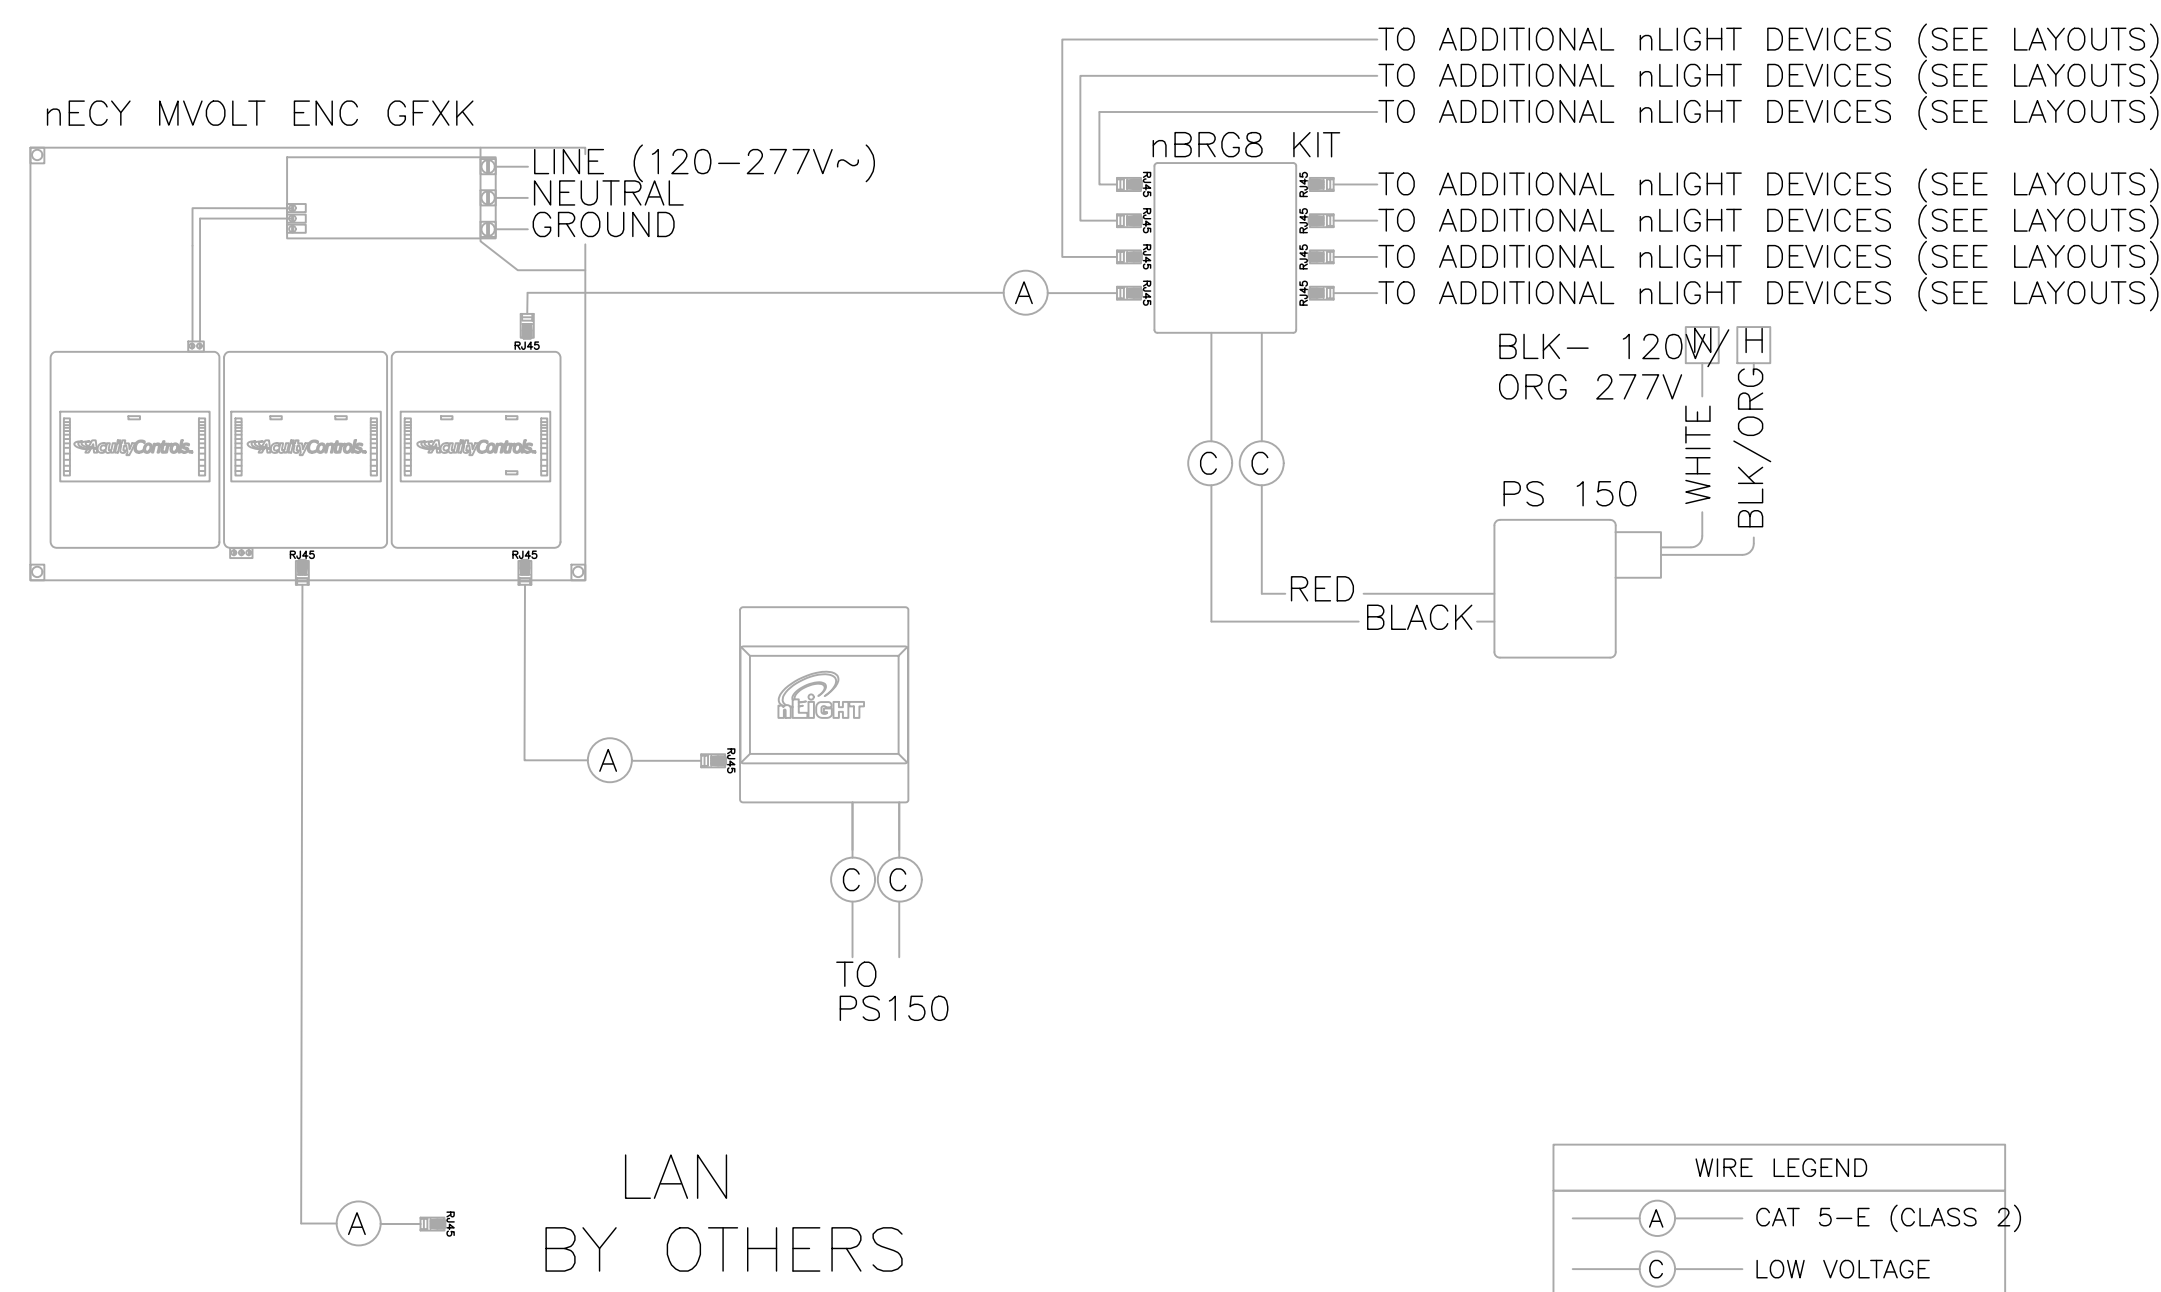 TO ADDITIONAL nLIGHT DEVICES (SEE LAYOUTS)
TO ADDITIONAL nLIGHT DEVICES (SEE LAYOUTS)
TO ADDITIONAL nLIGHT DEVICES (SEE LAYOUTS)
nECY MVOLT ENC GFXK
nBRG8 KIT
LINE (120-277V~)
NEUTRAL
GROUND
RJ45
RJ45
RJ45
RJ45
RJ45
RJ45
RJ45
RJ45
TO ADDITIONAL nLIGHT DEVICES (SEE LAYOUTS)
TO ADDITIONAL nLIGHT DEVICES (SEE LAYOUTS)
TO ADDITIONAL nLIGHT DEVICES (SEE LAYOUTS)
TO ADDITIONAL nLIGHT DEVICES (SEE LAYOUTS)
A
RJ45
BLK- 120V/
ORG 277V
N
H
WHITE
BLK/ORG
AcuityControls
AcuityControls
AcuityControls
C
C
PS 150
RJ45
RJ45
RED
BLACK
nLIGHT
A
RJ45
C
C
TO
PS150
LAN
BY OTHERS
A
RJ45
WIRE LEGEND
A
CAT 5-E (CLASS 2)
C
LOW VOLTAGE